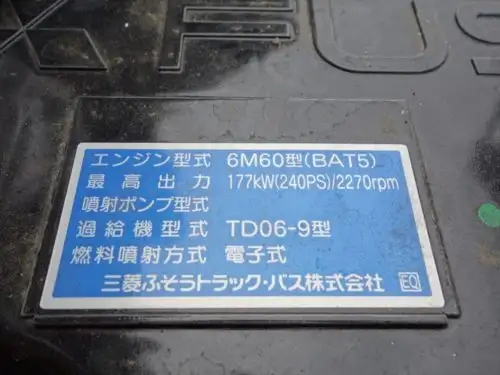 FUS
エンジン型式 6M60型(BAT5)
最高出力 177kW(240PS)/2270rpm
噴射ポンプ型式
過給機型式 TD06-9型
燃料噴射方式 電子式
三菱ふそうトラック・バス株式会社 EQ